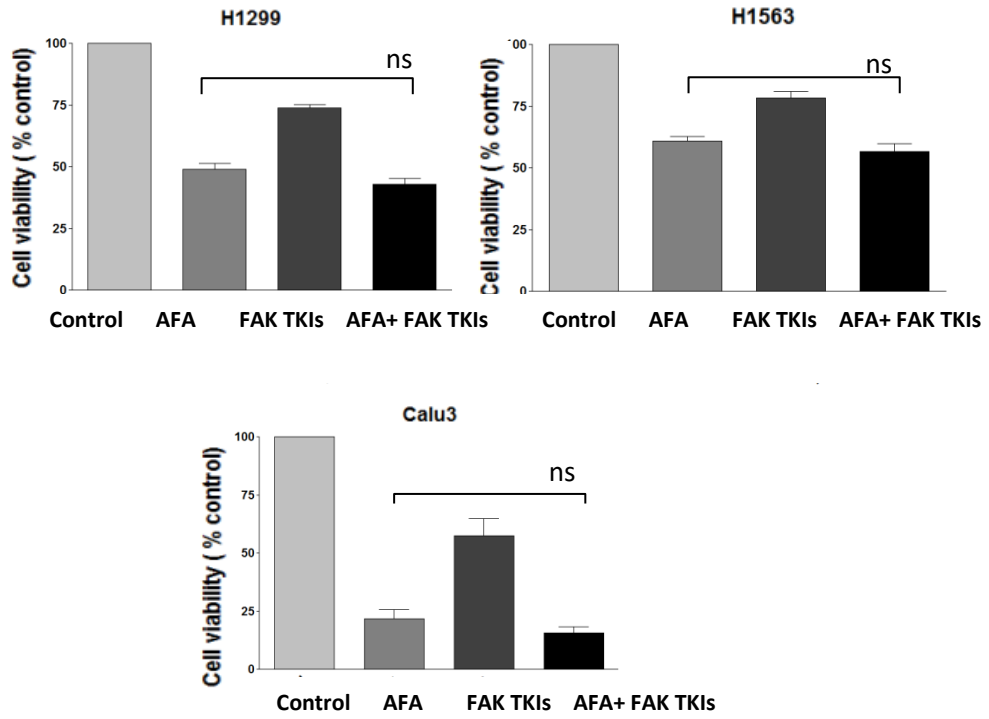 H1299
Cell viability ( % control)
100
75
50
25
0
ns
Control AFA FAK TKIs AFA+ FAK TKIs
H1563
Cell viability ( % control)
00
75
50
25
0
ns
Control AFA FAK TKIs AFA+ FAK TKIs
Calu3
Cell viability ( % control)
100
75
50
25
0
ns
Control AFA FAK TKIs AFA+ FAK TKIs